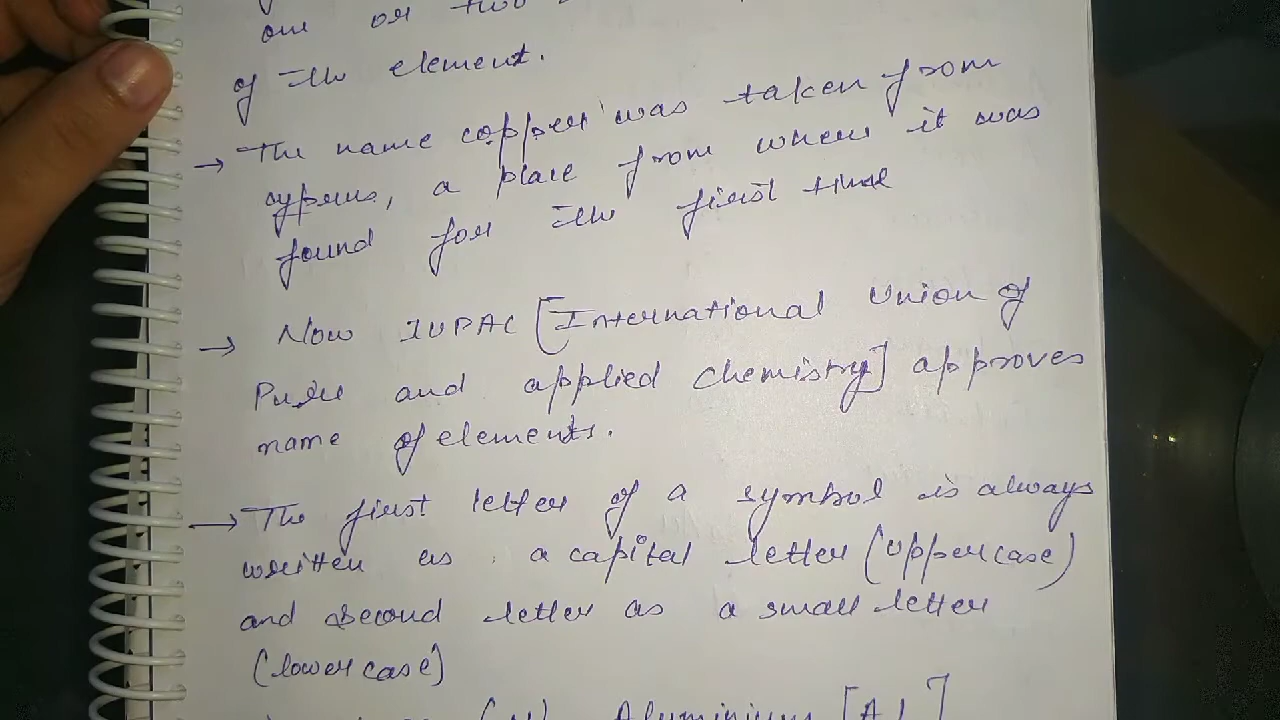 one or two
of the element.
→ The name copper was taken from
cyprus, a place from where it was
found for the first time
→ Now IUPAC [International Union of
Pure and applied chemistry] approves
name of elements.
→ The first letter of a symbol is always
written as a capital letter (uppercase)
and second letter as a small letter
(lowercase)
Aluminium [Al]